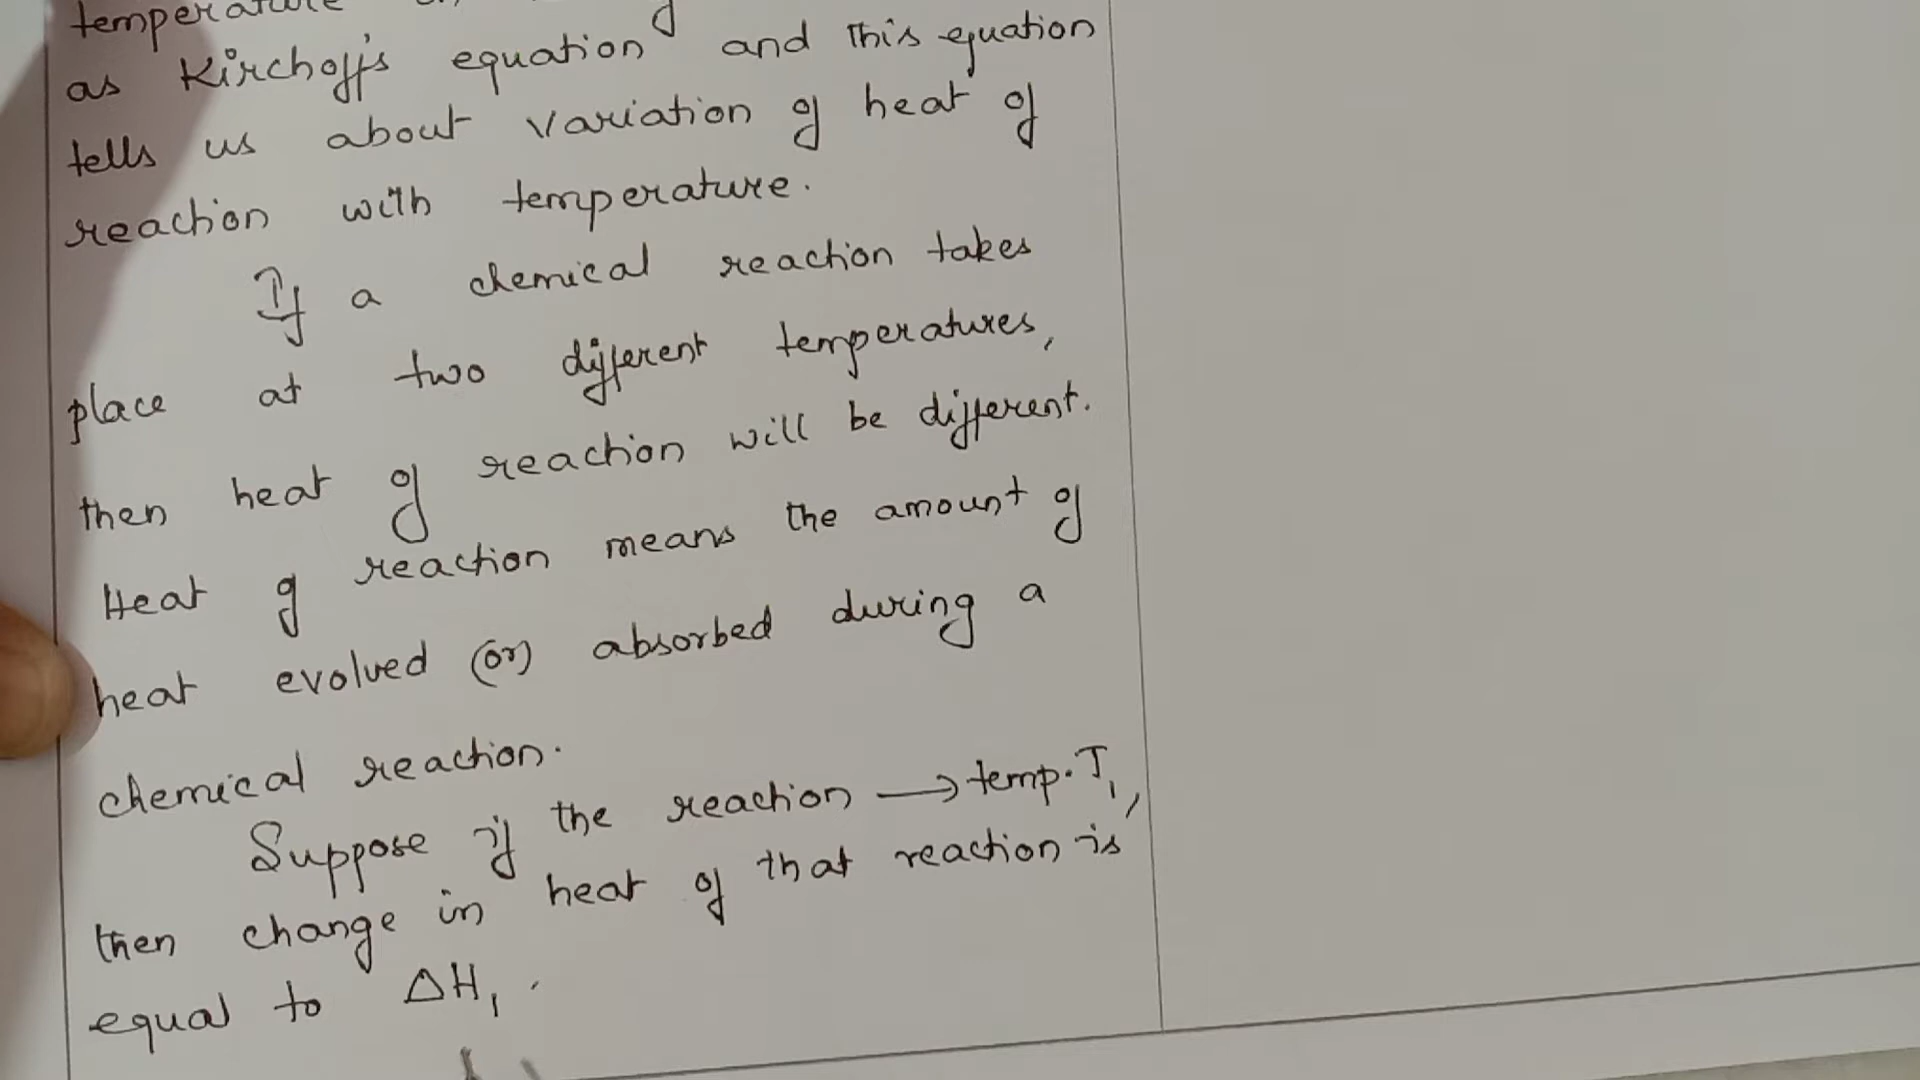 temperature
as Kirchoff's equation and this equation
tells us about variation of heat of
reaction with temperature.
If a chemical reaction takes
place at two different temperatures,
then heat of reaction will be different.
Heat of reaction means the amount of
heat evolved (or) absorbed during a
chemical reaction.
Suppose if the reaction → temp. T₁,
then change in heat of that reaction is
equal to ΔH₁.